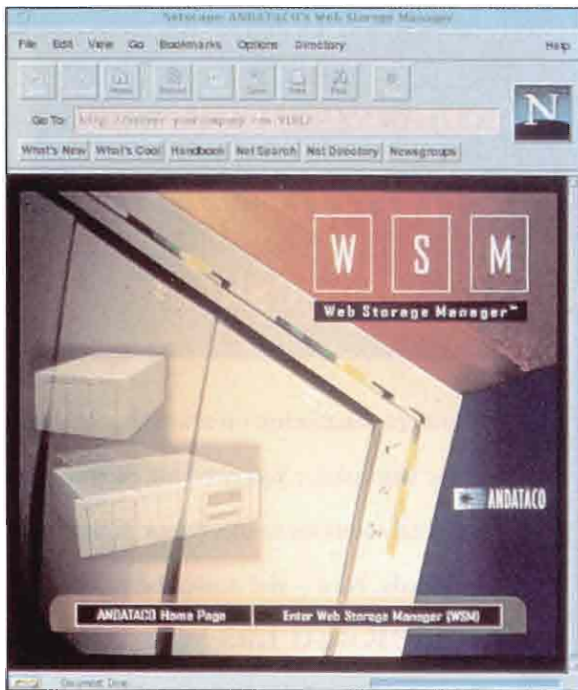 Netscape: ANDATACO's Web Storage Manager
File Edit View Go Bookmarks Options Directory Help
Home
Go To:
What's New What's Cool Handbook Net Search Net Directory Newsgroups
N
W S M
Web Storage Manager™
ANDATACO
ANDATACO Home Page Enter Web Storage Manager (WSM)
Document: Done